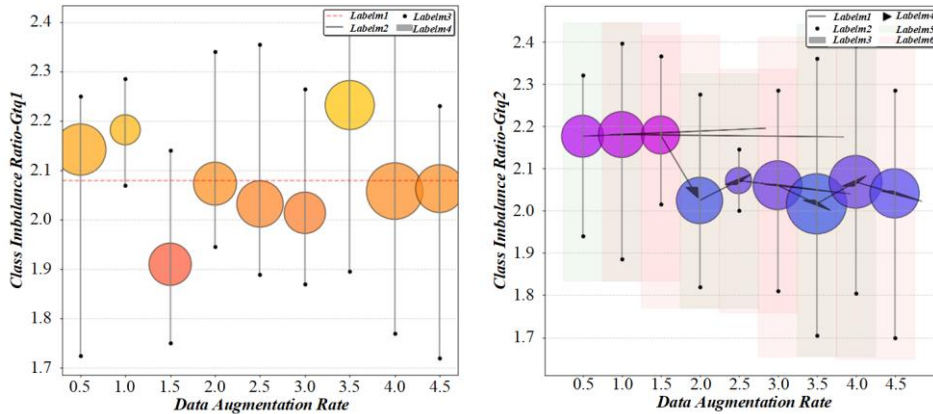 Labelm1 Labelm3
Labelm2 Labelm4
Class Imbalance Ratio-Gtq1
2.4
2.3
2.2
2.1
2.0
1.9
1.8
1.7
0.5 1.0 1.5 2.0 2.5 3.0 3.5 4.0 4.5
Data Augmentation Rate
Labelm1 Labelm4
Labelm2 Labelm5
Labelm3 Labelm6
Class Imbalance Ratio-Gtq2
2.4
2.3
2.2
2.1
2.0
1.9
1.8
1.7
0.5 1.0 1.5 2.0 2.5 3.0 3.5 4.0 4.5
Data Augmentation Rate